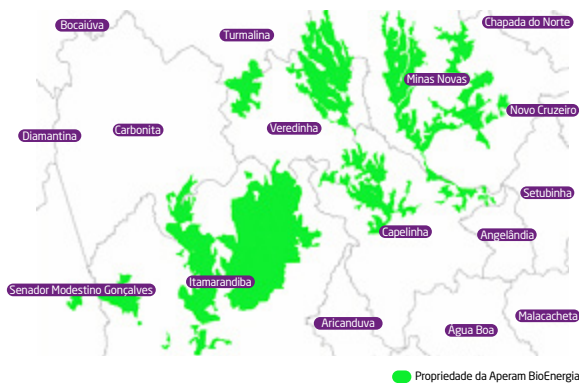 Bocaiúva
Turmalina
Chapada do Norte
Minas Novas
Novo Cruzeiro
Diamantina
Carbonita
Veredinha
Setubinha
Capelinha
Angelândia
Senador Modestino Gonçalves
Itamarandiba
Aricanduva
Água Boa
Malacacheta
Propriedade da Aperam BioEnergia